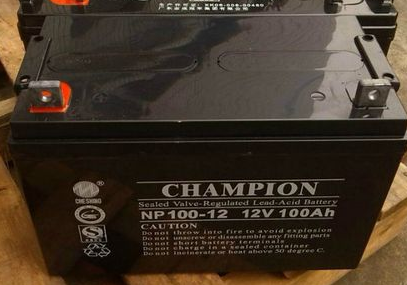 CHAMPION
Sealed Valve-Regulated Lead-Acid Battery
NP100-12 12V 100Ah
CAUTION
Do not throw into fire to avoid explosion
Do not unscrew or disassemble any fitting parts
Do not short battery terminals
Do not charge in a sealed container
Do not incinerate or heat above 50 degree C.